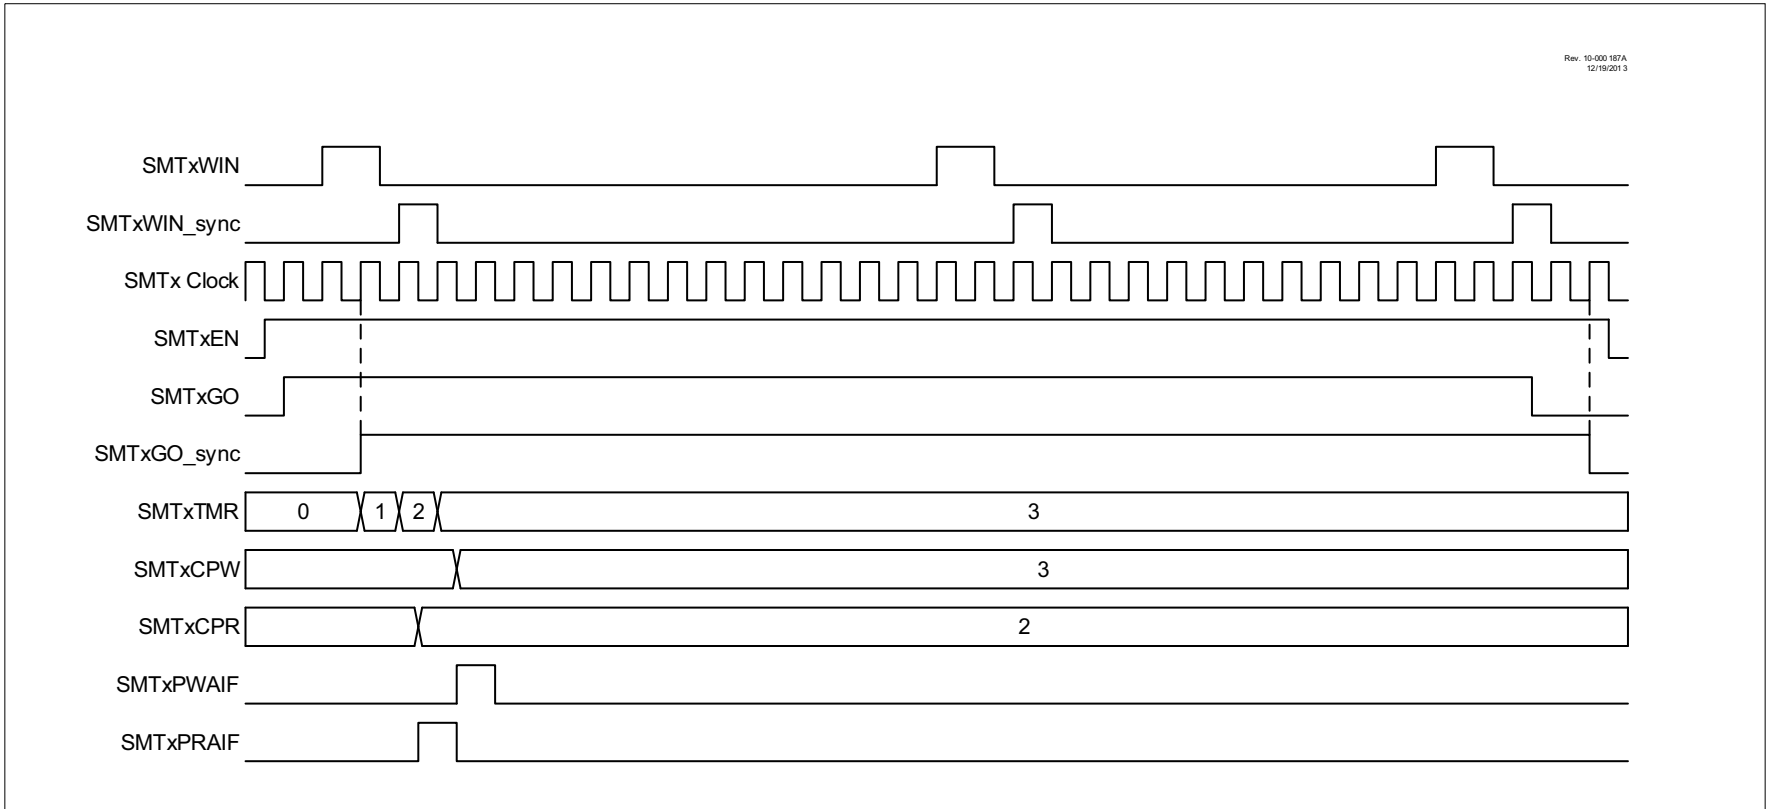 Rev. 10-000 187A
12/19/201 3
SMTxWIN
SMTxWIN_sync
SMTx Clock
SMTxEN
SMTxGO
SMTxGO_sync
SMTxTMR 0 1 2 3
SMTxCPW 3
SMTxCPR 2
SMTxPWAIF
SMTxPRAIF